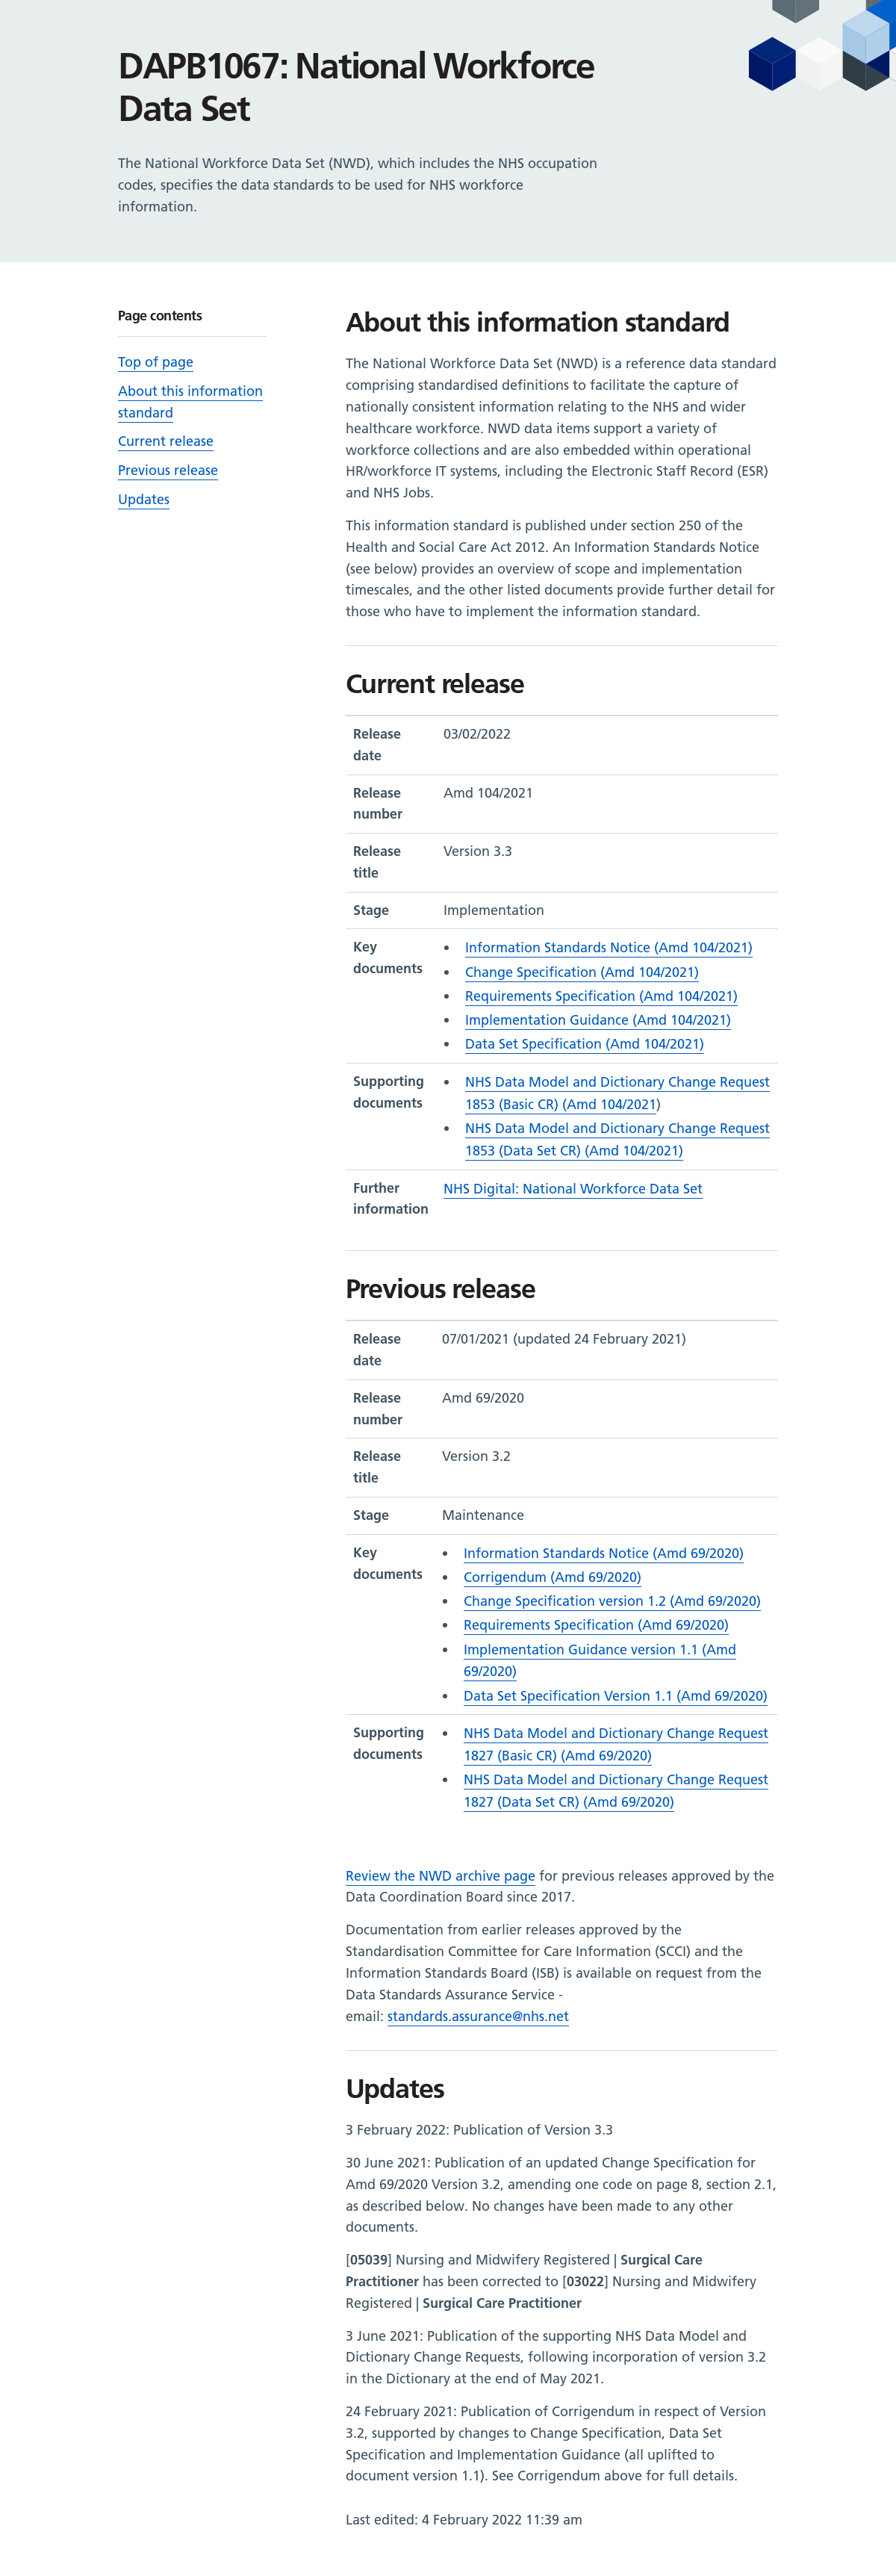 DAPB1067: National Workforce
Data Set
The National Workforce Data Set (NWD), which includes the NHS occupation
codes, specifies the data standards to be used for NHS workforce
information.
Page contents
Top of page
About this information
standard
Current release
Previous release
Updates
About this information standard
The National Workforce Data Set (NWD) is a reference data standard
comprising standardised definitions to facilitate the capture of
nationally consistent information relating to the NHS and wider
healthcare workforce. NWD data items support a variety of
workforce collections and are also embedded within operational
HR/workforce IT systems, including the Electronic Staff Record (ESR)
and NHS Jobs.
This information standard is published under section 250 of the
Health and Social Care Act 2012. An Information Standards Notice
(see below) provides an overview of scope and implementation
timescales, and the other listed documents provide further detail for
those who have to implement the information standard.
Current release
Release
date
03/02/2022
Release
number
Amd 104/2021
Release
title
Version 3.3
Stage
Implementation
Key
documents
• Information Standards Notice (Amd 104/2021)
• Change Specification (Amd 104/2021)
• Requirements Specification (Amd 104/2021)
• Implementation Guidance (Amd 104/2021)
• Data Set Specification (Amd 104/2021)
Supporting
documents
• NHS Data Model and Dictionary Change Request
1853 (Basic CR) (Amd 104/2021)
• NHS Data Model and Dictionary Change Request
1853 (Data Set CR) (Amd 104/2021)
Further
information
NHS Digital: National Workforce Data Set
Previous release
Release
date
07/01/2021 (updated 24 February 2021)
Release
number
Amd 69/2020
Release
title
Version 3.2
Stage
Maintenance
Key
documents
• Information Standards Notice (Amd 69/2020)
• Corrigendum (Amd 69/2020)
• Change Specification version 1.2 (Amd 69/2020)
• Requirements Specification (Amd 69/2020)
• Implementation Guidance version 1.1 (Amd
69/2020)
• Data Set Specification Version 1.1 (Amd 69/2020)
Supporting
documents
• NHS Data Model and Dictionary Change Request
1827 (Basic CR) (Amd 69/2020)
• NHS Data Model and Dictionary Change Request
1827 (Data Set CR) (Amd 69/2020)
Review the NWD archive page for previous releases approved by the
Data Coordination Board since 2017.
Documentation from earlier releases approved by the
Standardisation Committee for Care Information (SCCI) and the
Information Standards Board (ISB) is available on request from the
Data Standards Assurance Service -
email: standards.assurance@nhs.net
Updates
3 February 2022: Publication of Version 3.3
30 June 2021: Publication of an updated Change Specification for
Amd 69/2020 Version 3.2, amending one code on page 8, section 2.1,
as described below. No changes have been made to any other
documents.
[05039] Nursing and Midwifery Registered | Surgical Care
Practitioner has been corrected to [03022] Nursing and Midwifery
Registered | Surgical Care Practitioner
3 June 2021: Publication of the supporting NHS Data Model and
Dictionary Change Requests, following incorporation of version 3.2
in the Dictionary at the end of May 2021.
24 February 2021: Publication of Corrigendum in respect of Version
3.2, supported by changes to Change Specification, Data Set
Specification and Implementation Guidance (all uplifted to
document version 1.1). See Corrigendum above for full details.
Last edited: 4 February 2022 11:39 am